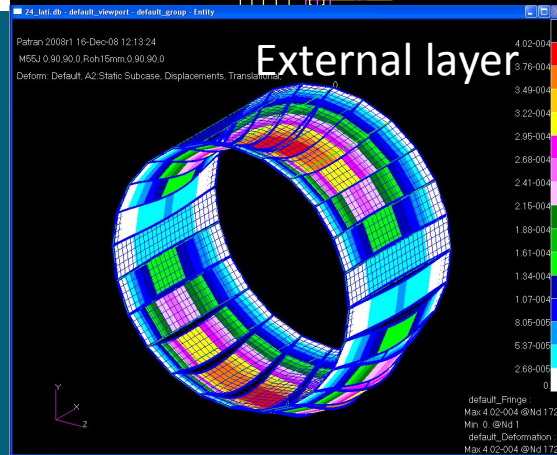 24_lati.db - default_viewport - default_group - Entity
Patran 2008r1 16-Dec-08 12:13:24
M55J 0,90,90,0,Roh15mm,0,90,90,0
Deform: Default, A2:Static Subcase, Displacements, Translational,
External layer
4.02-004
3.76-004
3.49-004
3.22-004
2.95-004
2.68-004
2.41-004
2.15-004
1.88-004
1.61-004
1.34-004
1.07-004
8.05-005
5.37-005
2.68-005
0.
default_Fringe :
Max 4.02-004 @Nd 172
Min 0. @Nd 1
default_Deformation :
Max 4.02-004 @Nd 172
Y
X
Z